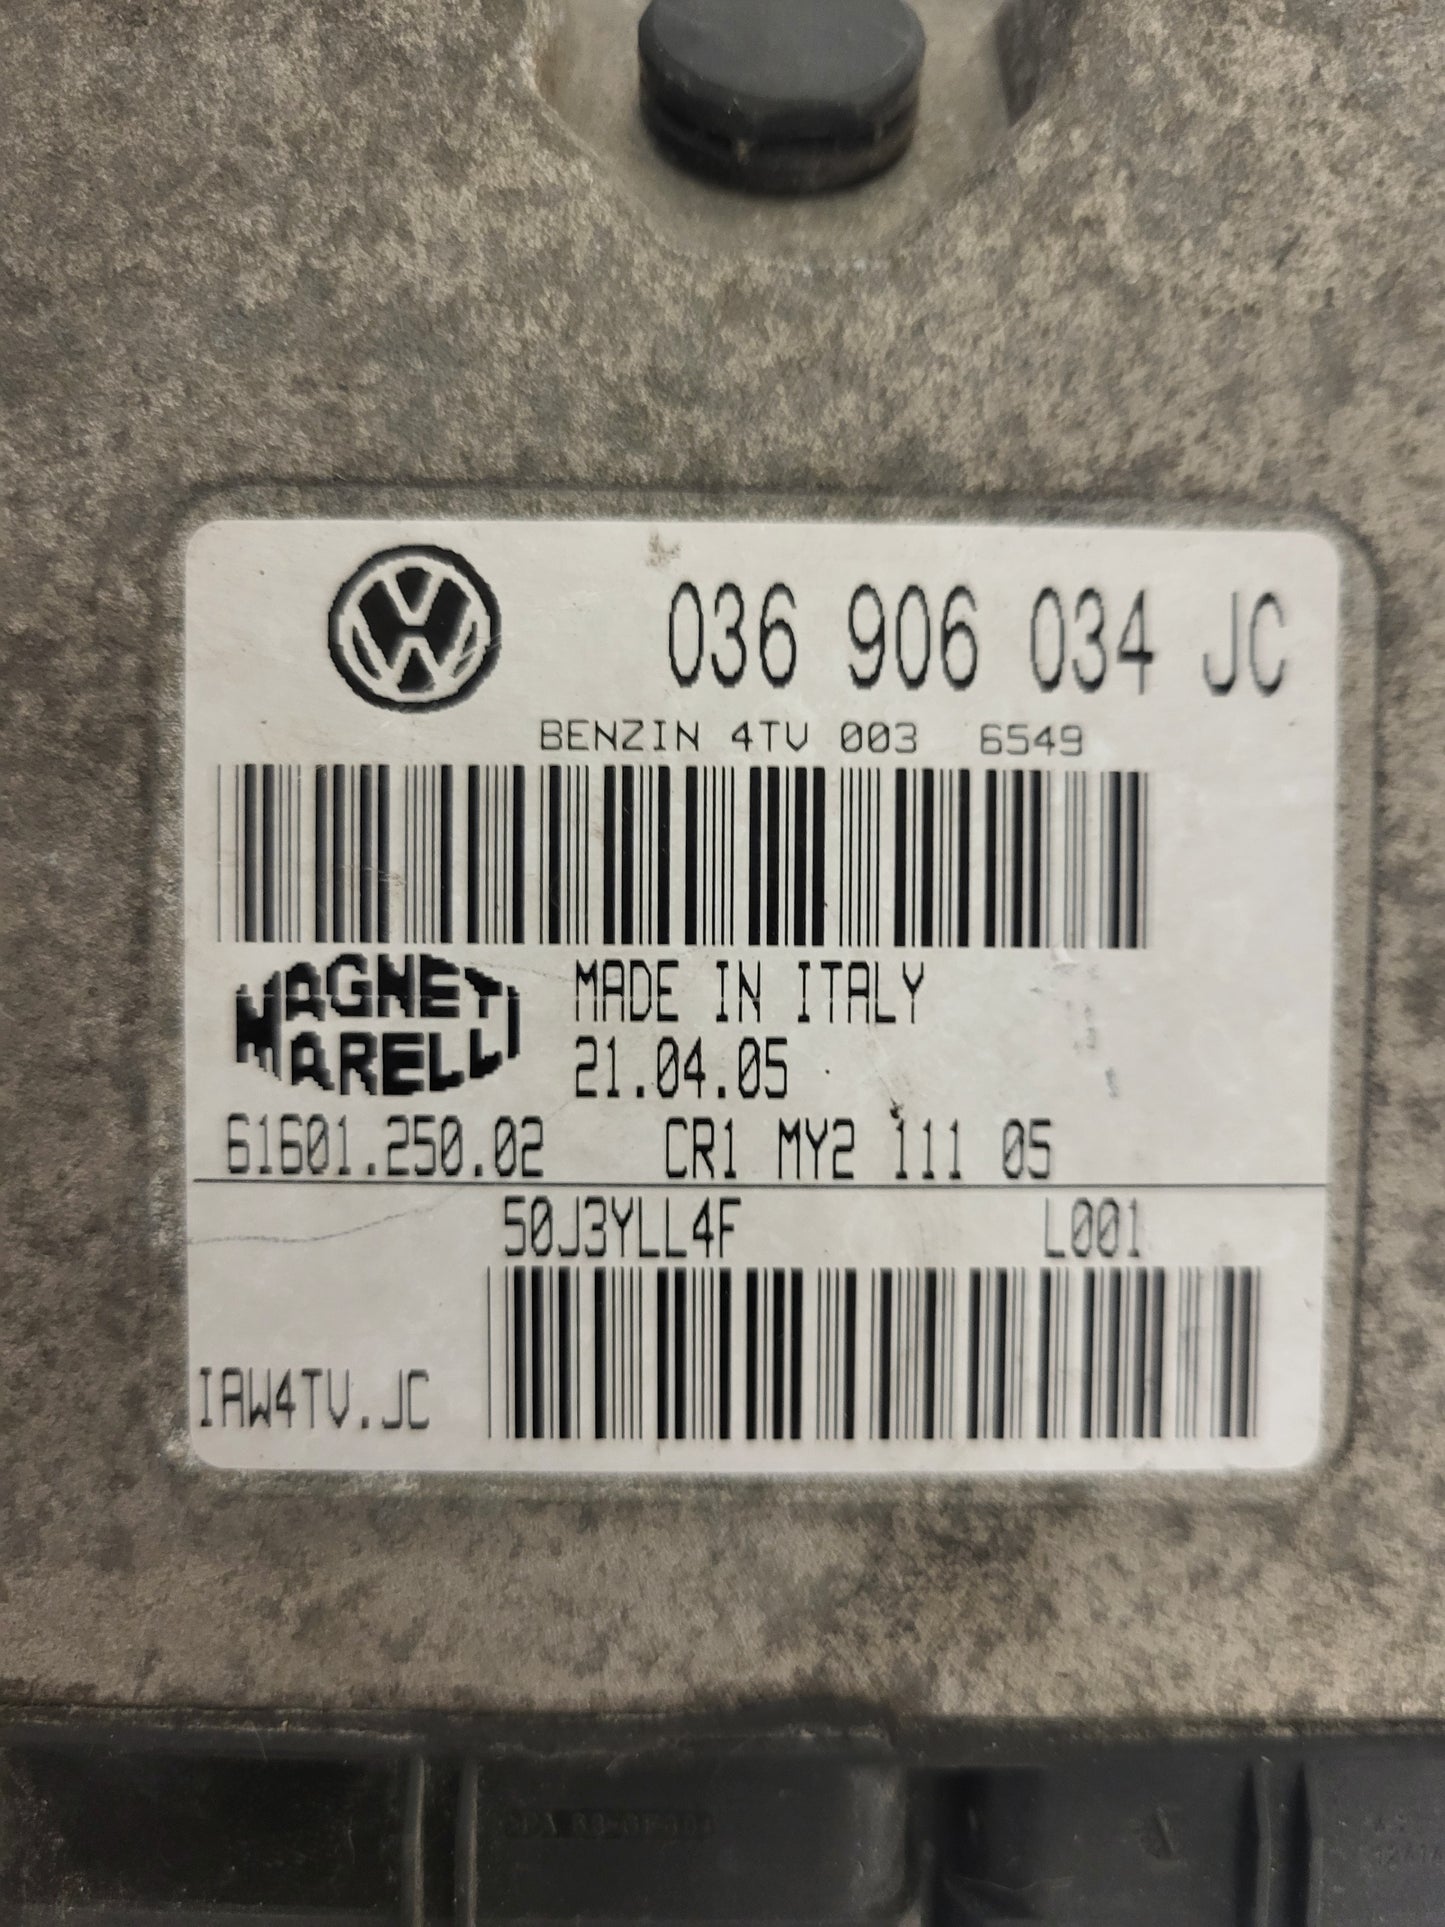 036 906 034 JC
BENZIN 4TV 003 6549
MAGNETI
MARELLI
MADE IN ITALY
21.04.05
61601.250.02 CR1 MY2 111 05
50J3YLL4F L001
IAW4TV.JC